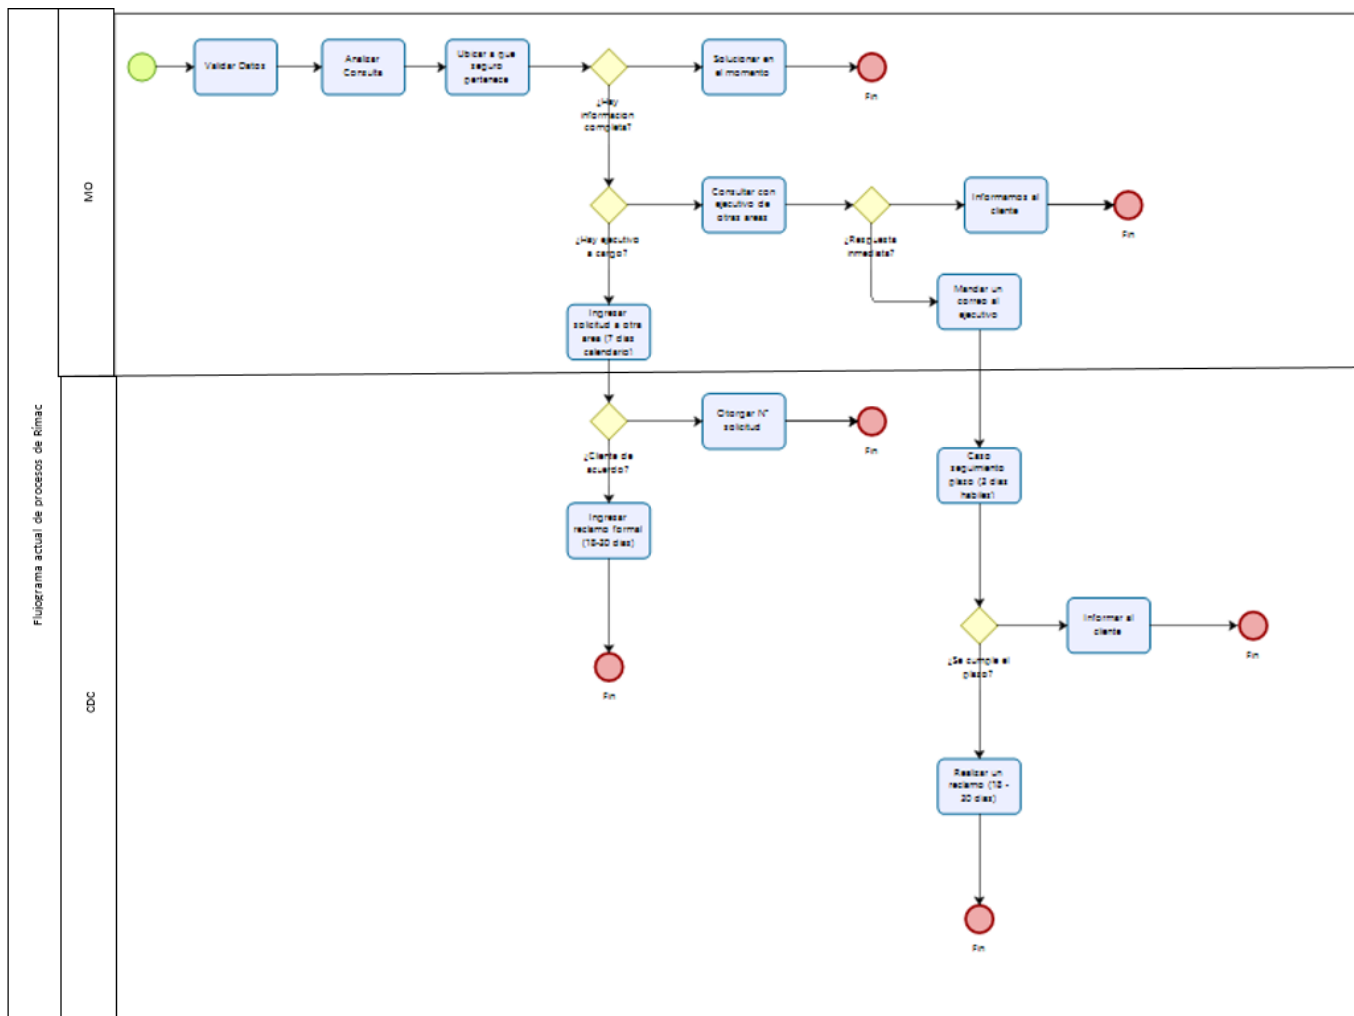 Flujograma actual de procesos de Rímac
MO
Validar Datos
Analizar
Consulta
Ubicar a que
seguro
pertenece
¿Hay
informacion
completa?
Solucionar en
el momento
Fin
¿Hay ejecutivo
a cargo?
Consultar con
ejecutivo de
otras areas
¿Respuesta
inmediata?
Informamos al
cliente
Fin
Mandar un
correo al
ejecutivo
Ingresar
solicitud a otra
area (7 dias
calendario)
CDC
¿Cliente de
acuerdo?
Otorgar N°
solicitud
Fin
Ingresar
reclamo formal
(18-30 dias)
Fin
Caso
seguimiento
plazo (3 dias
habiles)
¿Se cumple el
plazo?
Informar al
cliente
Fin
Realizar un
reclamo (18 -
30 dias)
Fin